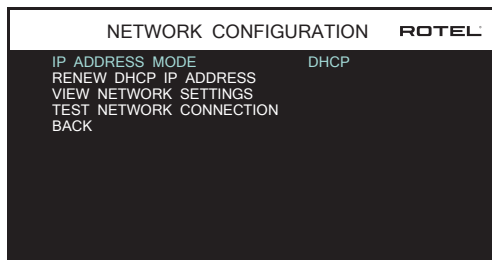 NETWORK CONFIGURATION ROTEL
IP ADDRESS MODE DHCP
RENEW DHCP IP ADDRESS
VIEW NETWORK SETTINGS
TEST NETWORK CONNECTION
BACK